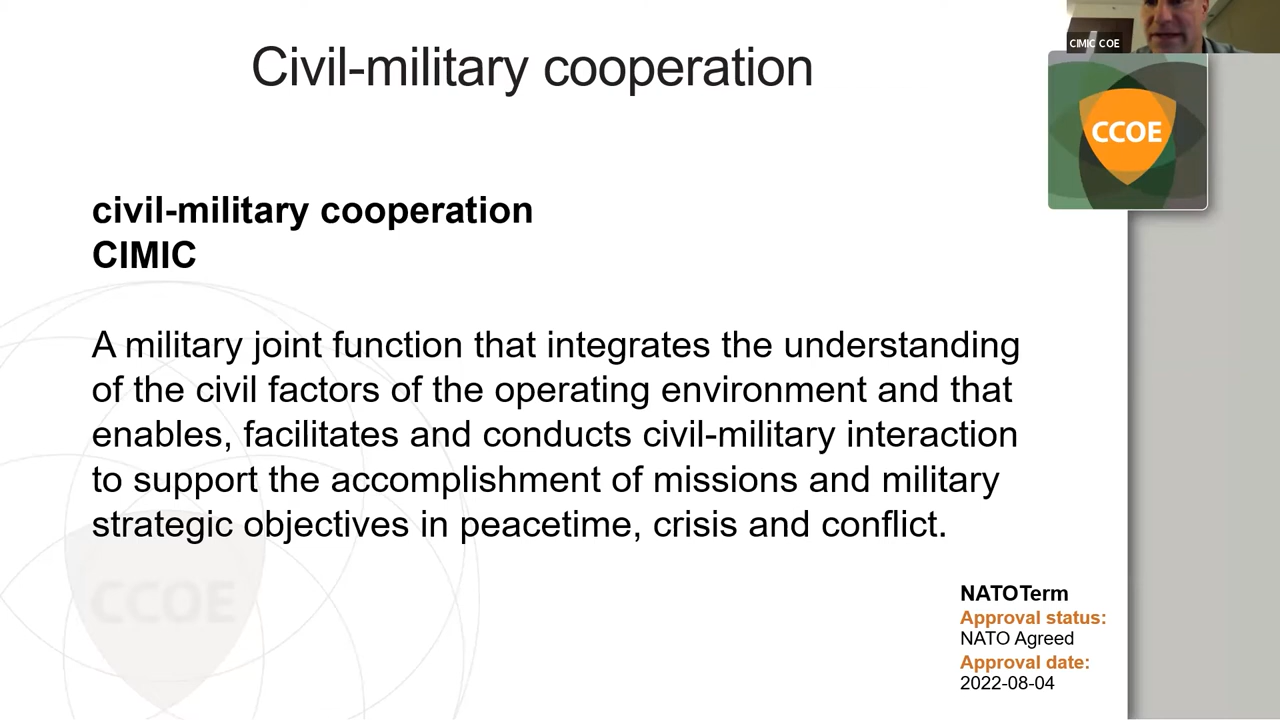 Civil-military cooperation
CIMIC COE
CCOE
civil-military cooperation
CIMIC
A military joint function that integrates the understanding
of the civil factors of the operating environment and that
enables, facilitates and conducts civil-military interaction
to support the accomplishment of missions and military
strategic objectives in peacetime, crisis and conflict.
CCOE
NATOTerm
Approval status:
NATO Agreed
Approval date:
2022-08-04